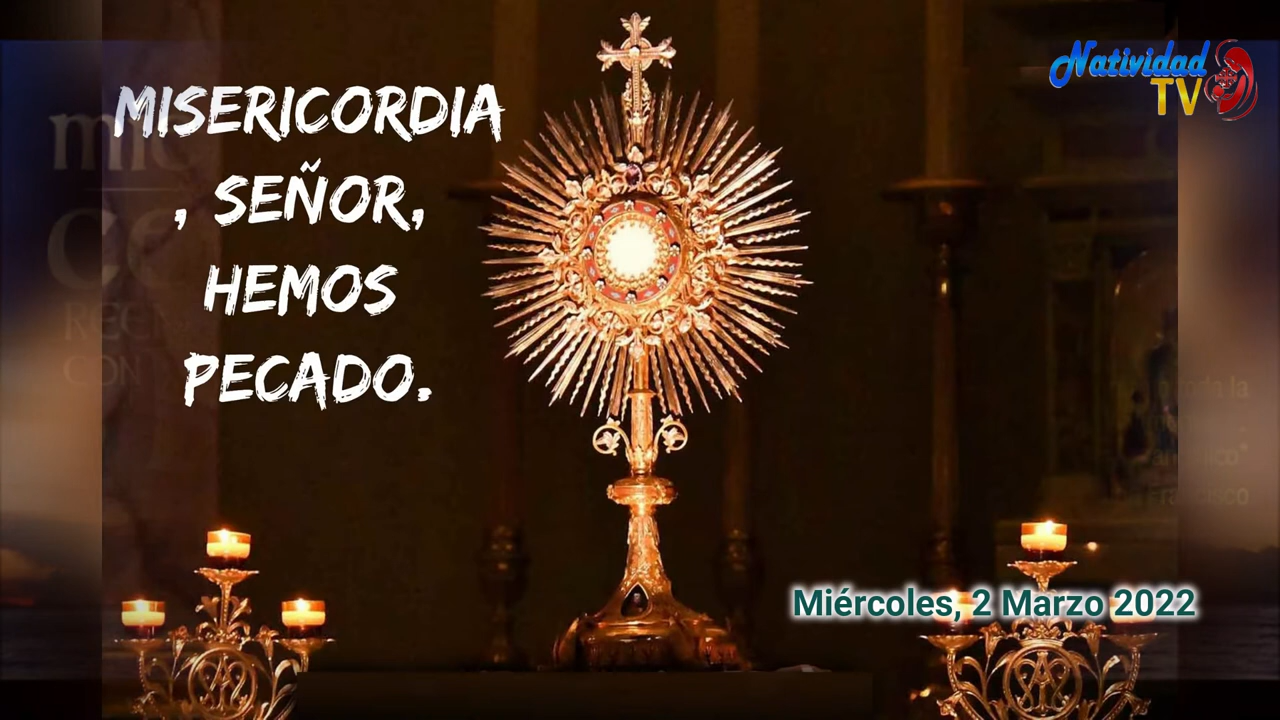 MISERICORDIA
, SEÑOR,
HEMOS
PECADO.
Natividad
TV
Miércoles, 2 Marzo 2022